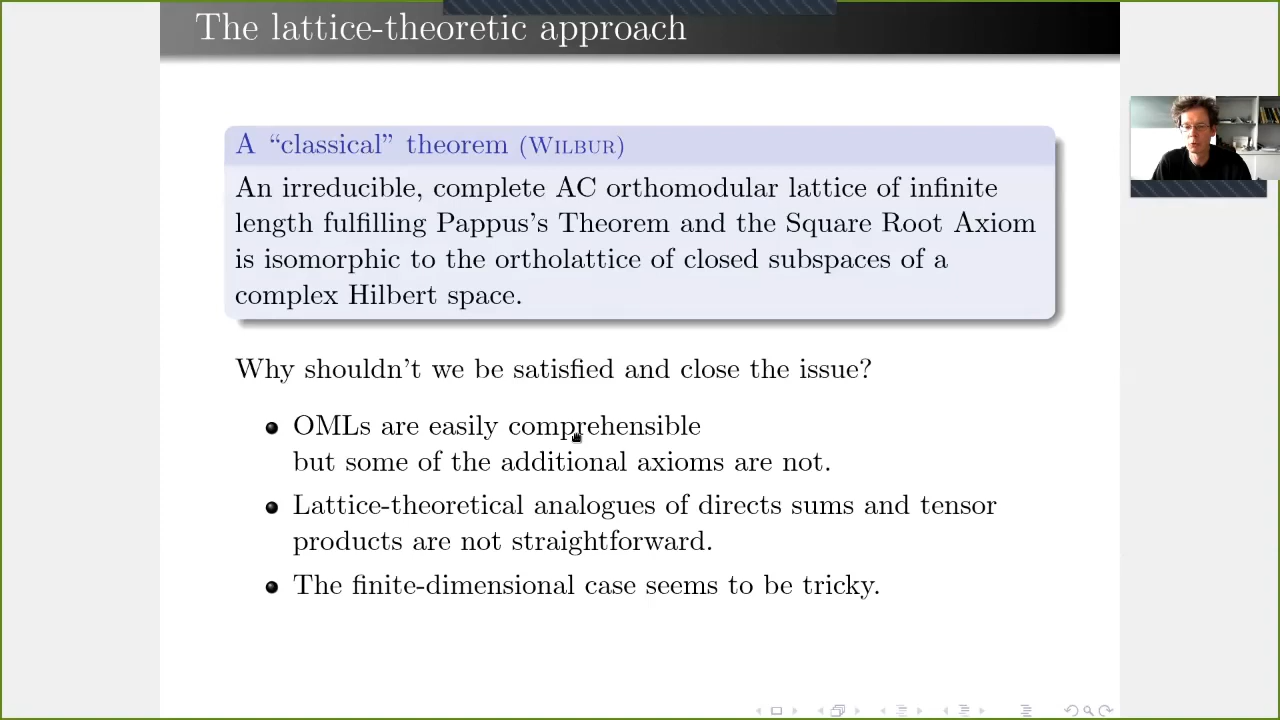 The lattice-theoretic approach
A “classical” theorem (Wilbur)
An irreducible, complete AC orthomodular lattice of infinite
length fulfilling Pappus's Theorem and the Square Root Axiom
is isomorphic to the ortholattice of closed subspaces of a
complex Hilbert space.
Why shouldn't we be satisfied and close the issue?
OMLs are easily comprehensible
but some of the additional axioms are not.
Lattice-theoretical analogues of directs sums and tensor
products are not straightforward.
The finite-dimensional case seems to be tricky.